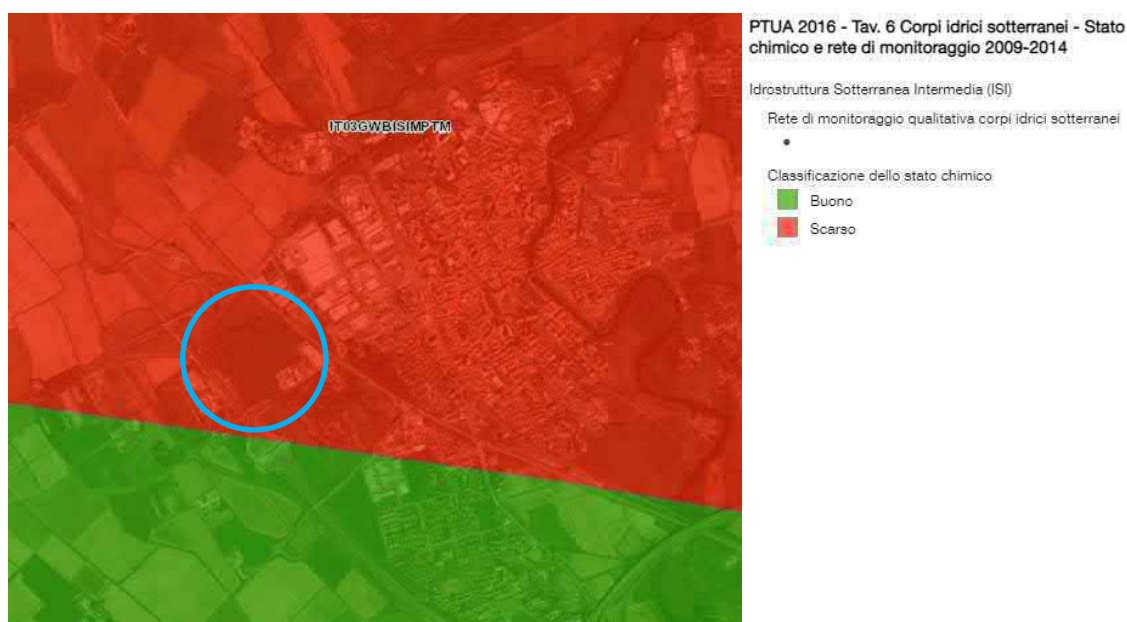 PTUA 2016 - Tav. 6 Corpi idrici sotterranei - Stato
chimico e rete di monitoraggio 2009-2014
Idrostruttura Sotterranea Intermedia (ISI)
Rete di monitoraggio qualitativa corpi idrici sotterranei
Classificazione dello stato chimico
Buono
Scarso
IT03GWBISIMPTM